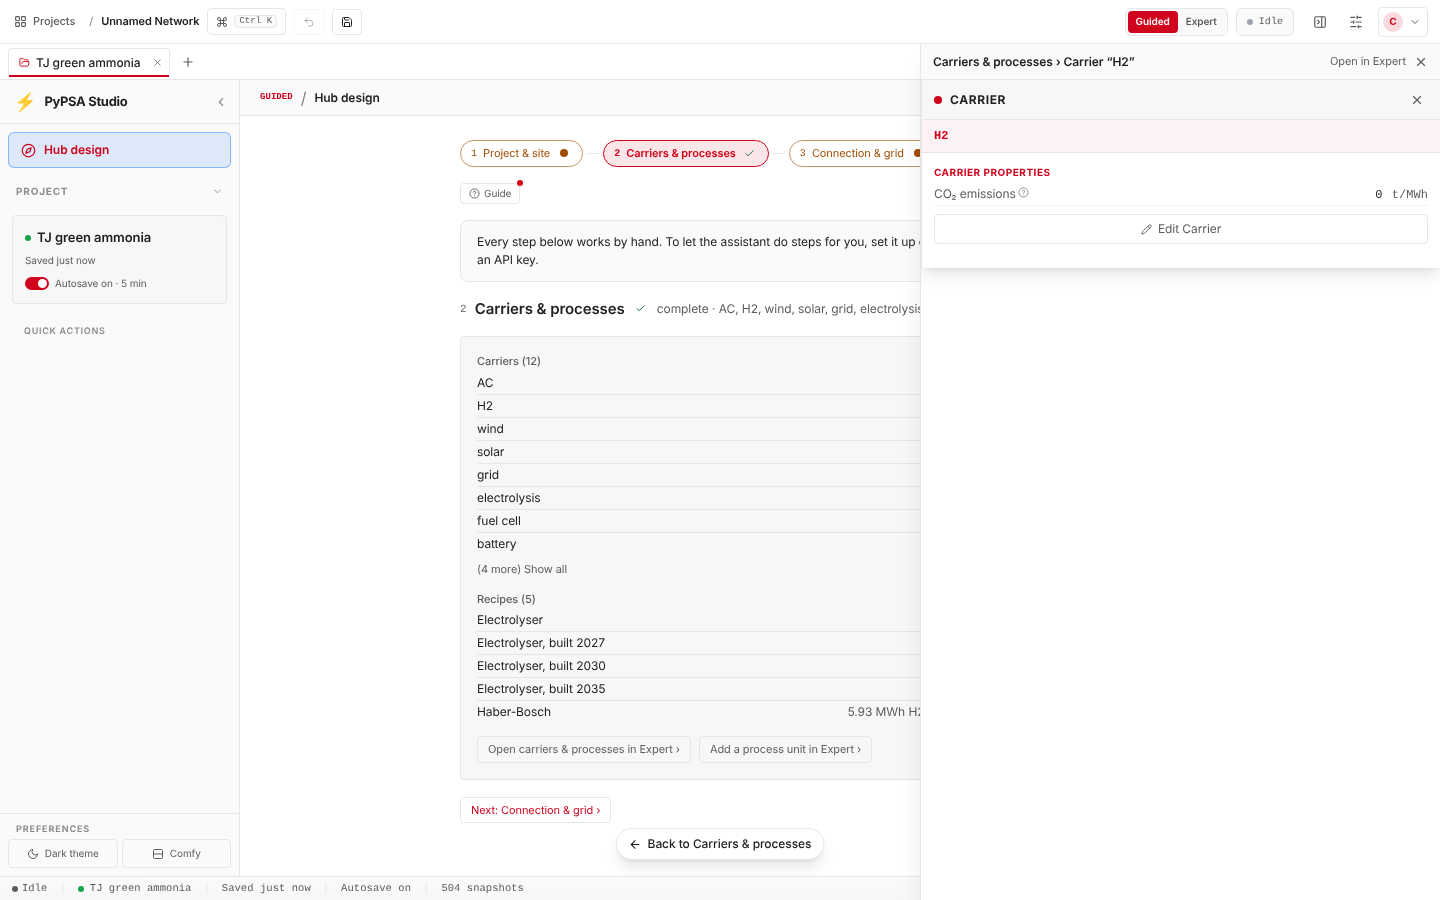 Projects / Unnamed Network Ctrl K Guided Expert Idle C
TJ green ammonia
Carriers & processes › Carrier “H2” Open in Expert
PyPSA Studio
GUIDED / Hub design
CARRIER
Hub design
H2
1 Project & site
2 Carriers & processes
3 Connection & grid
PROJECT
Guide
CARRIER PROPERTIES
CO₂ emissions 0 t/MWh
Edit Carrier
TJ green ammonia
Saved just now
Autosave on · 5 min
QUICK ACTIONS
Every step below works by hand. To let the assistant do steps for you, set it up
an API key.
2 Carriers & processes complete · AC, H2, wind, solar, grid, electrolysis
Carriers (12)
AC
H2
wind
solar
grid
electrolysis
fuel cell
battery
(4 more) Show all
Recipes (5)
Electrolyser
Electrolyser, built 2027
Electrolyser, built 2030
Electrolyser, built 2035
Haber-Bosch 5.93 MWh H2
Open carriers & processes in Expert ›
Add a process unit in Expert ›
Next: Connection & grid ›
Back to Carriers & processes
PREFERENCES
Dark theme
Comfy
Idle TJ green ammonia Saved just now Autosave on 504 snapshots